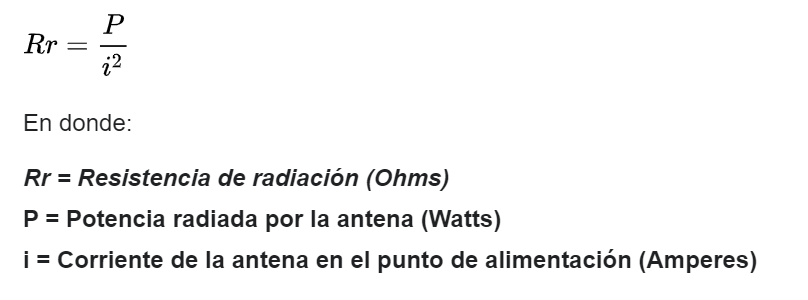 Rr = P/i²
En donde:
Rr = Resistencia de radiación (Ohms)
P = Potencia radiada por la antena (Watts)
i = Corriente de la antena en el punto de alimentación (Amperes)